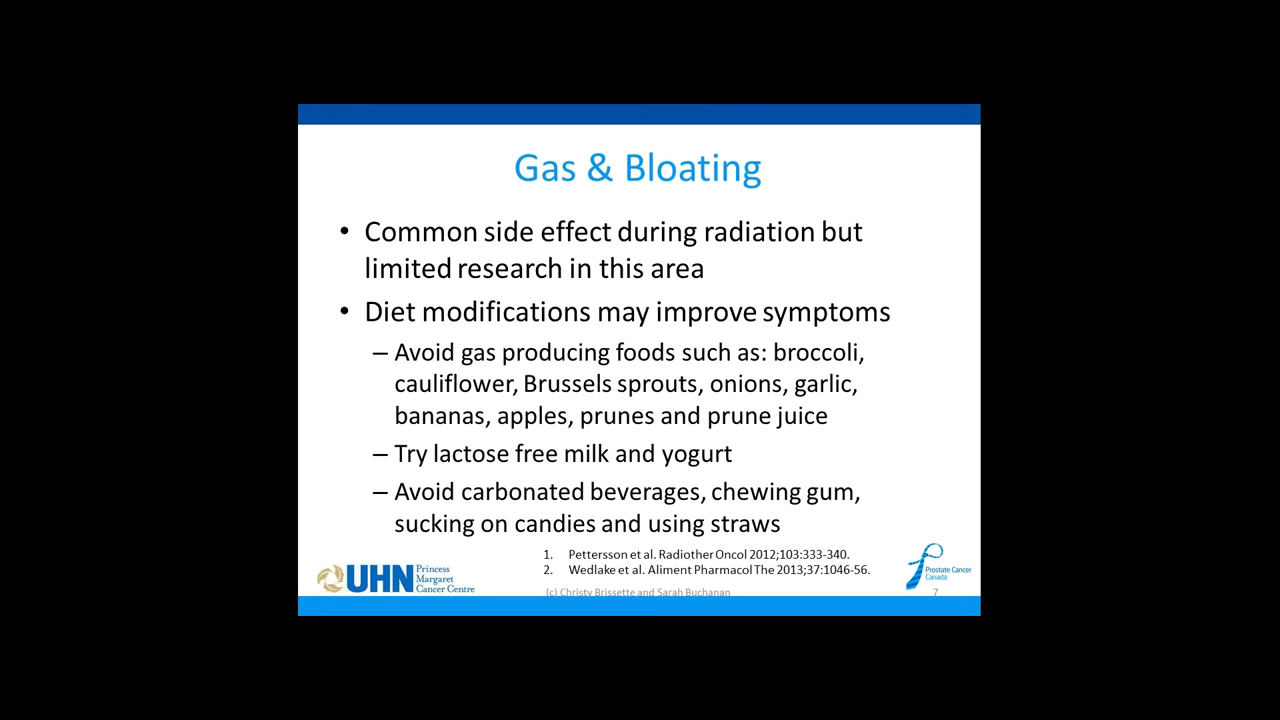 Gas & Bloating
• Common side effect during radiation but
limited research in this area
• Diet modifications may improve symptoms
– Avoid gas producing foods such as: broccoli,
cauliflower, Brussels sprouts, onions, garlic,
bananas, apples, prunes and prune juice
– Try lactose free milk and yogurt
– Avoid carbonated beverages, chewing gum,
sucking on candies and using straws
1. Pettersson et al. Radiother Oncol 2012;103:333-340.
2. Wedlake et al. Aliment Pharmacol The 2013;37:1046-56.
UHN Princess
Margaret
Cancer Centre
Prostate Cancer
Canada
(c) Christy Brissette and Sarah Buchanan
7